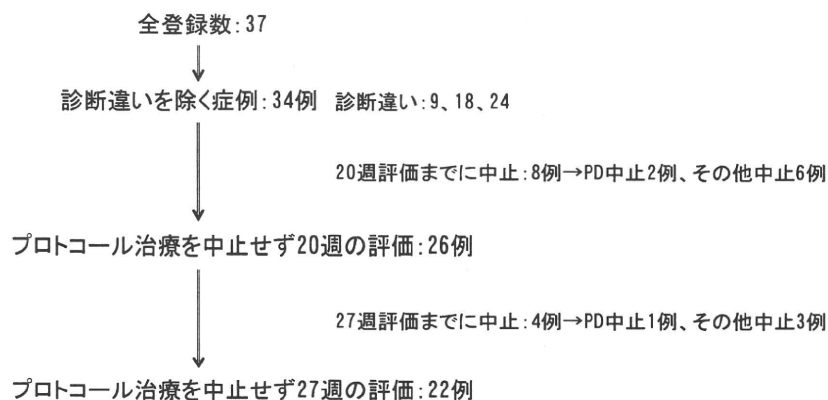 全登録数:37
診断違いを除く症例:34例 診断違い:9、18、24
20週評価までに中止:8例→PD中止2例、その他中止6例
プロトコール治療を中止せず20週の評価:26例
27週評価までに中止:4例→PD中止1例、その他中止3例
プロトコール治療を中止せず27週の評価:22例